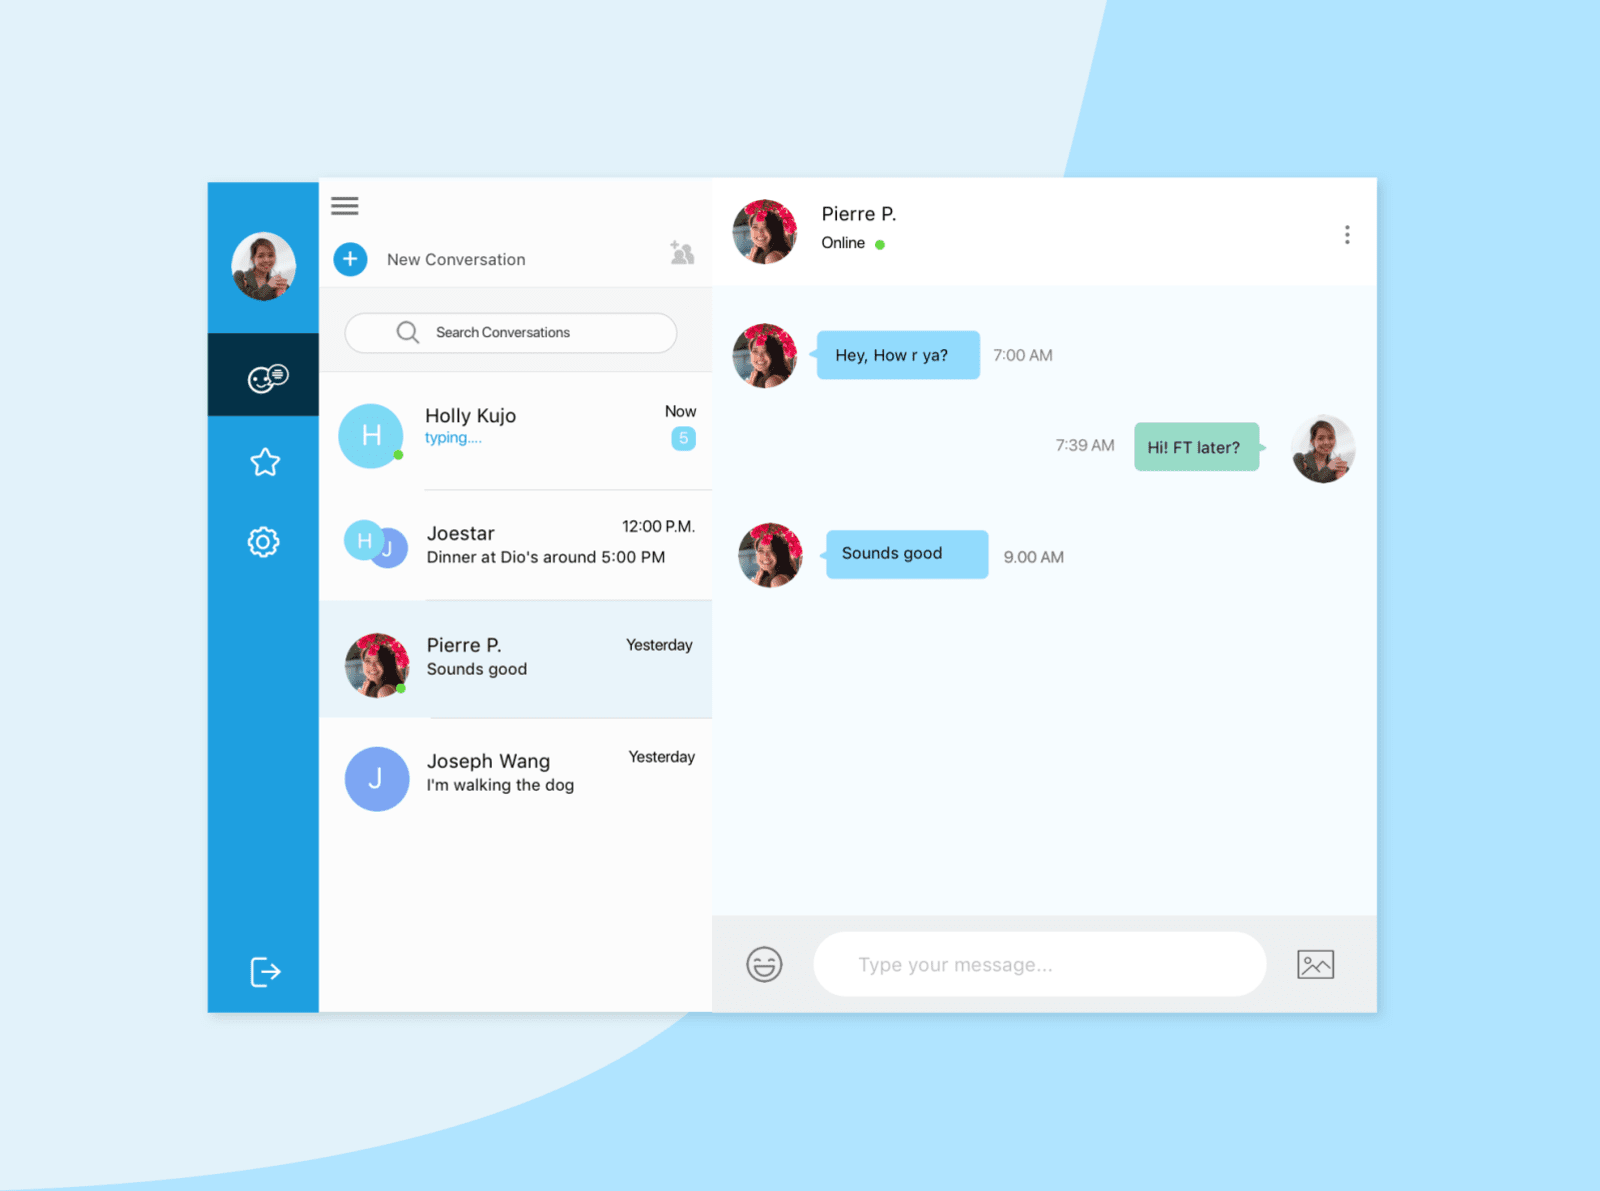 New Conversation
Search Conversations
H
Holly Kujo
Now
typing....
5
H
J
Joestar
12:00 P.M.
Dinner at Dio's around 5:00 PM
Pierre P.
Yesterday
Sounds good
J
Joseph Wang
Yesterday
I'm walking the dog
Pierre P.
Online
Hey, How r ya?
7:00 AM
7:39 AM
Hi! FT later?
Sounds good
9.00 AM
Type your message...